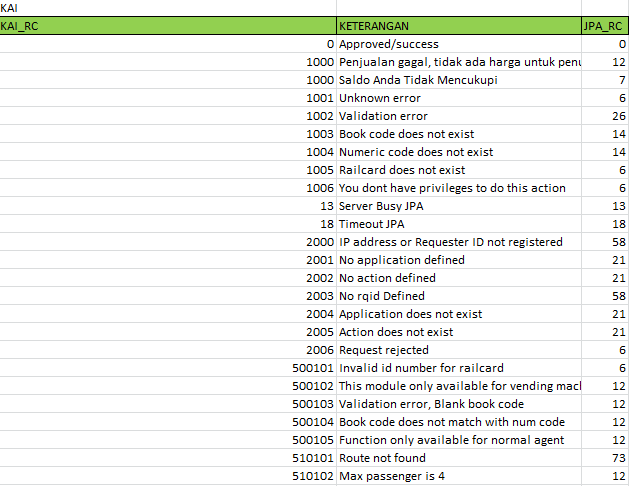 KAI
KAI_RC KETERANGAN JPA_RC
0 Approved/success 0
1000 Penjualan gagal, tidak ada harga untuk 12
1000 Saldo Anda Tidak Mencukupi 7
1001 Unknown error 6
1002 Validation error 26
1003 Book code does not exist 14
1004 Numeric code does not exist 14
1005 Railcard does not exist 6
1006 You dont have privileges to do this action 6
13 Server Busy JPA 13
18 Timeout JPA 18
2000 IP address or Requester ID not registered 58
2001 No application defined 21
2002 No action defined 21
2003 No rqid Defined 58
2004 Application does not exist 21
2005 Action does not exist 21
2006 Request rejected 6
500101 Invalid id number for railcard 6
500102 This module only available for vending 12
500103 Validation error, Blank book code 12
500104 Book code does not match with num code 12
500105 Function only available for normal agent 12
510101 Route not found 73
510102 Max passenger is 4 12